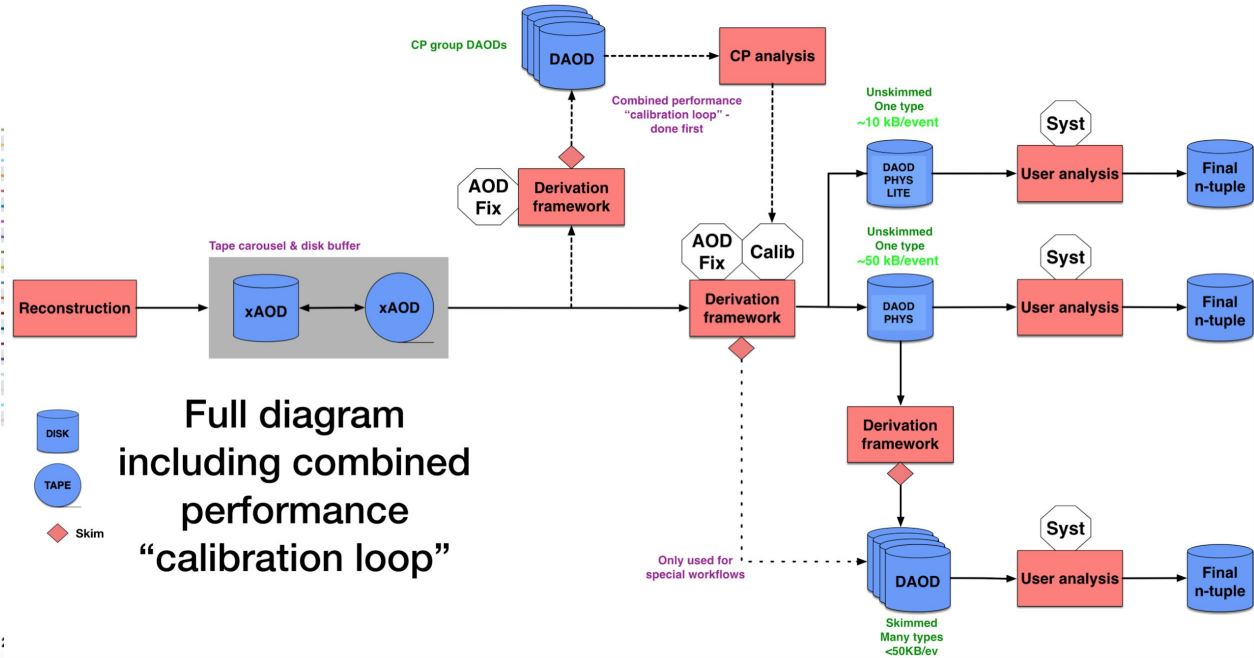 CP group DAODs
DAOD
CP analysis
Combined performance
“calibration loop” -
done first
AOD
Fix
Derivation
framework
Unskimmed
One type
~10 kB/event
Syst
DAOD
PHYS
LITE
User analysis
Final
n-tuple
Tape carousel & disk buffer
Reconstruction
xAOD
xAOD
AOD
Fix
Calib
Derivation
framework
Unskimmed
One type
~50 kB/event
Syst
DAOD
PHYS
User analysis
Final
n-tuple
Derivation
framework
DISK
TAPE
Skim
Full diagram
including combined
performance
“calibration loop”
Only used for
special workflows
DAOD
Skimmed
Many types
<50KB/ev
Syst
User analysis
Final
n-tuple